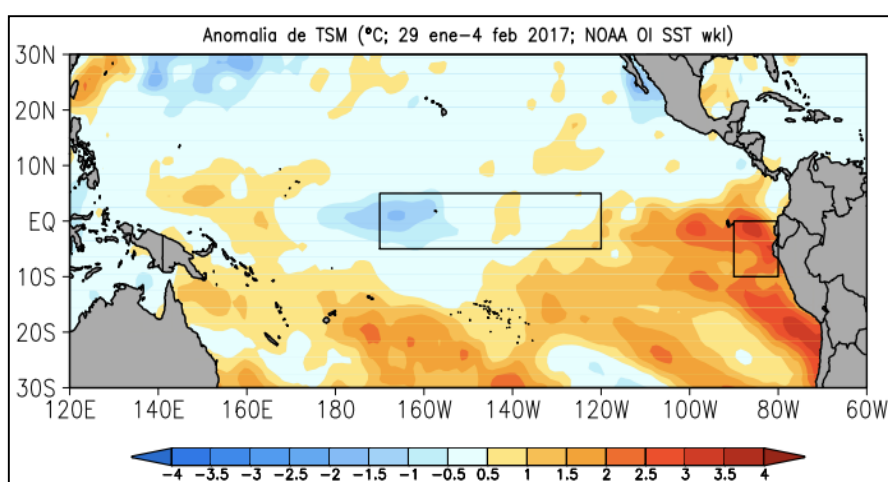 Anomalia de TSM (°C; 29 ene-4 feb 2017; NOAA OI SST wkl)
30N
20N
10N
EQ
10S
20S
30S
120E 140E 160E 180 160W 140W 120W 100W 80W 60W
-4 -3.5 -3 -2.5 -2 -1.5 -1 -0.5 0.5 1 1.5 2 2.5 3 3.5 4